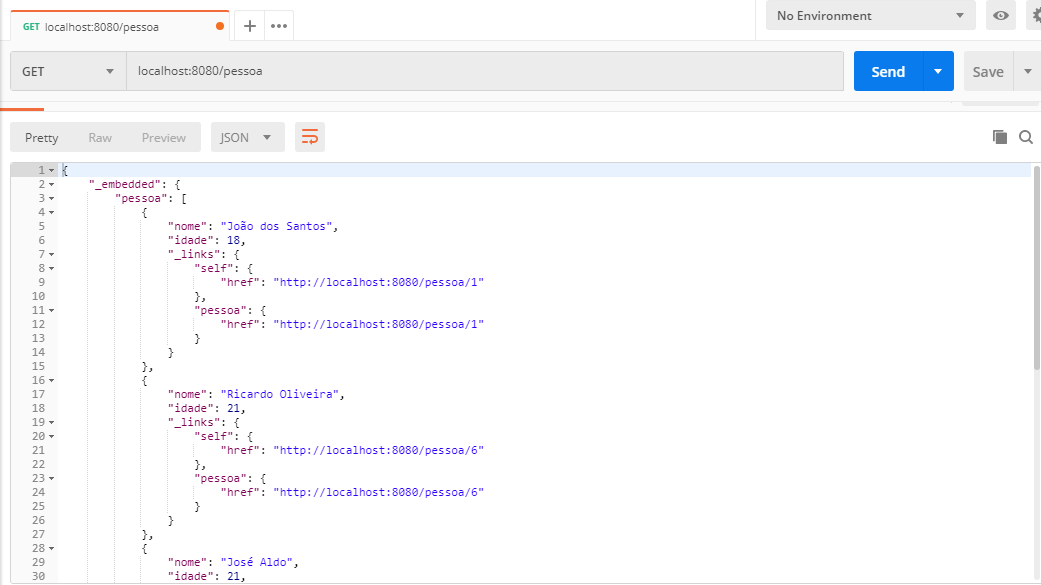 GET localhost:8080/pessoa
No Environment
GET localhost:8080/pessoa Send Save
Pretty Raw Preview JSON
1 {
2 "_embedded": {
3 "pessoa": [
4 {
5 "nome": "João dos Santos",
6 "idade": 18,
7 "_links": {
8 "self": {
9 "href": "http://localhost:8080/pessoa/1"
10 },
11 "pessoa": {
12 "href": "http://localhost:8080/pessoa/1"
13 }
14 }
15 },
16 {
17 "nome": "Ricardo Oliveira",
18 "idade": 21,
19 "_links": {
20 "self": {
21 "href": "http://localhost:8080/pessoa/6"
22 },
23 "pessoa": {
24 "href": "http://localhost:8080/pessoa/6"
25 }
26 }
27 },
28 {
29 "nome": "José Aldo",
30 "idade": 21,